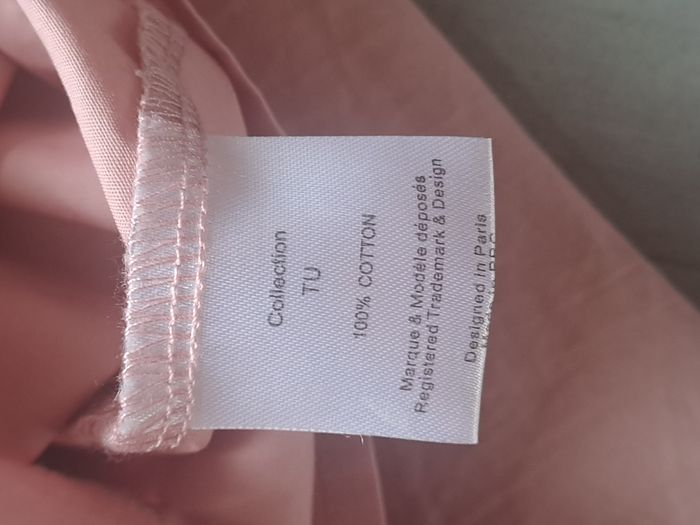 Collection
TU
100% COTTON
Marque & Modèle déposés
Registered Trademark & Design
Designed in Paris